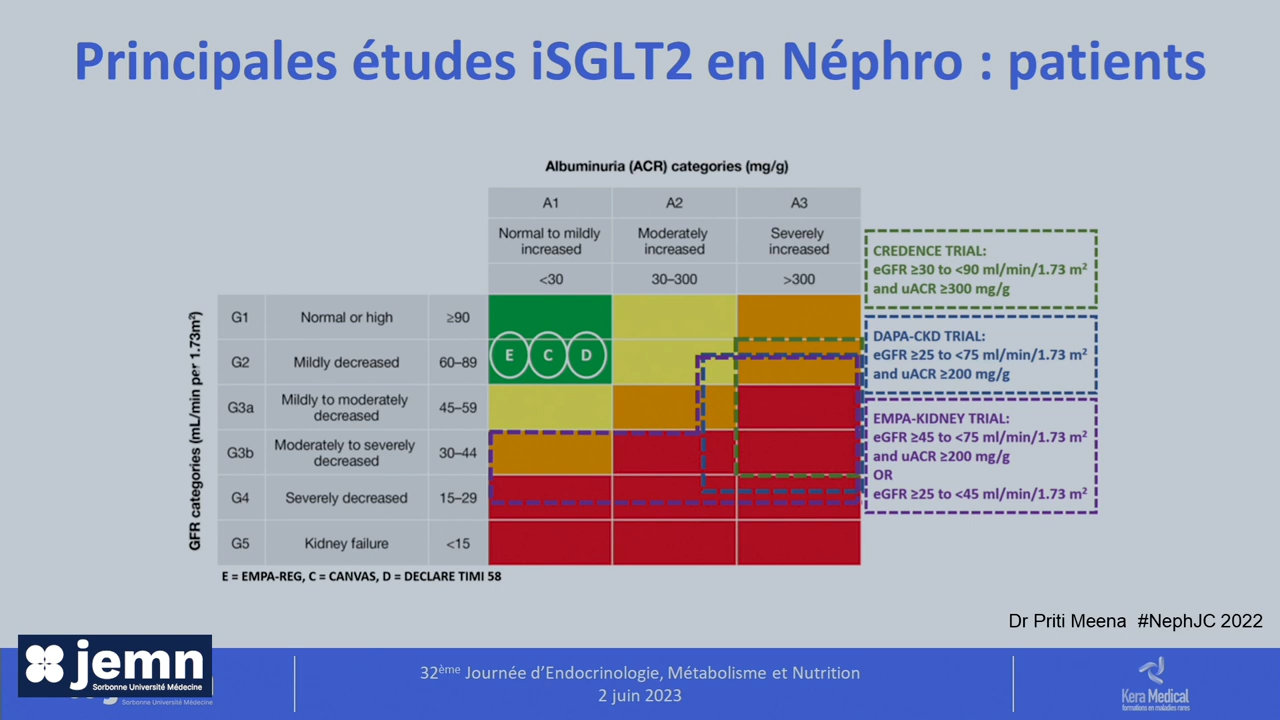 Principales études iSGLT2 en Néphro : patients
Albuminuria (ACR) categories (mg/g)
A1
A2
A3
Normal to mildly
increased
Moderately
increased
Severely
increased
<30
30–300
>300
GFR categories (mL/min per 1.73m²)
G1
Normal or high
≥90
G2
Mildly decreased
60–89
E
C
D
G3a
Mildly to moderately
decreased
45–59
G3b
Moderately to severely
decreased
30–44
G4
Severely decreased
15–29
G5
Kidney failure
<15
CREDENCE TRIAL:
eGFR ≥30 to <90 ml/min/1.73 m²
and uACR ≥300 mg/g
DAPA-CKD TRIAL:
eGFR ≥25 to <75 ml/min/1.73 m²
and uACR ≥200 mg/g
EMPA-KIDNEY TRIAL:
eGFR ≥45 to <75 ml/min/1.73 m²
and uACR ≥200 mg/g
OR
eGFR ≥25 to <45 ml/min/1.73 m²
E = EMPA-REG, C = CANVAS, D = DECLARE TIMI 58
Dr Priti Meena #NephJC 2022
jemn
Sorbonne Université Médecine
Sorbonne Université Médecine
32ème Journée d'Endocrinologie, Métabolisme et Nutrition
2 juin 2023
Kera Medical
formations en maladies rares